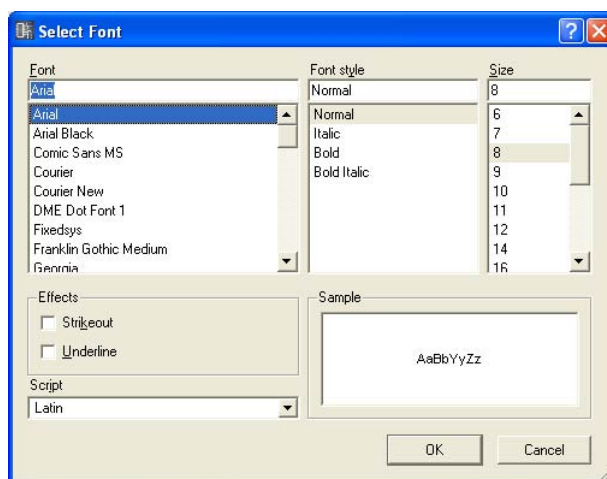 Select Font
Font
Font style
Size
Arial
Normal
8
Arial
Arial Black
Comic Sans MS
Courier
Courier New
DME Dot Font 1
Fixedsys
Franklin Gothic Medium
Georgia
Normal
Italic
Bold
Bold Italic
6
7
8
9
10
11
12
14
16
Effects
Strikeout
Underline
Sample
AaBbYyZz
Script
Latin
OK
Cancel